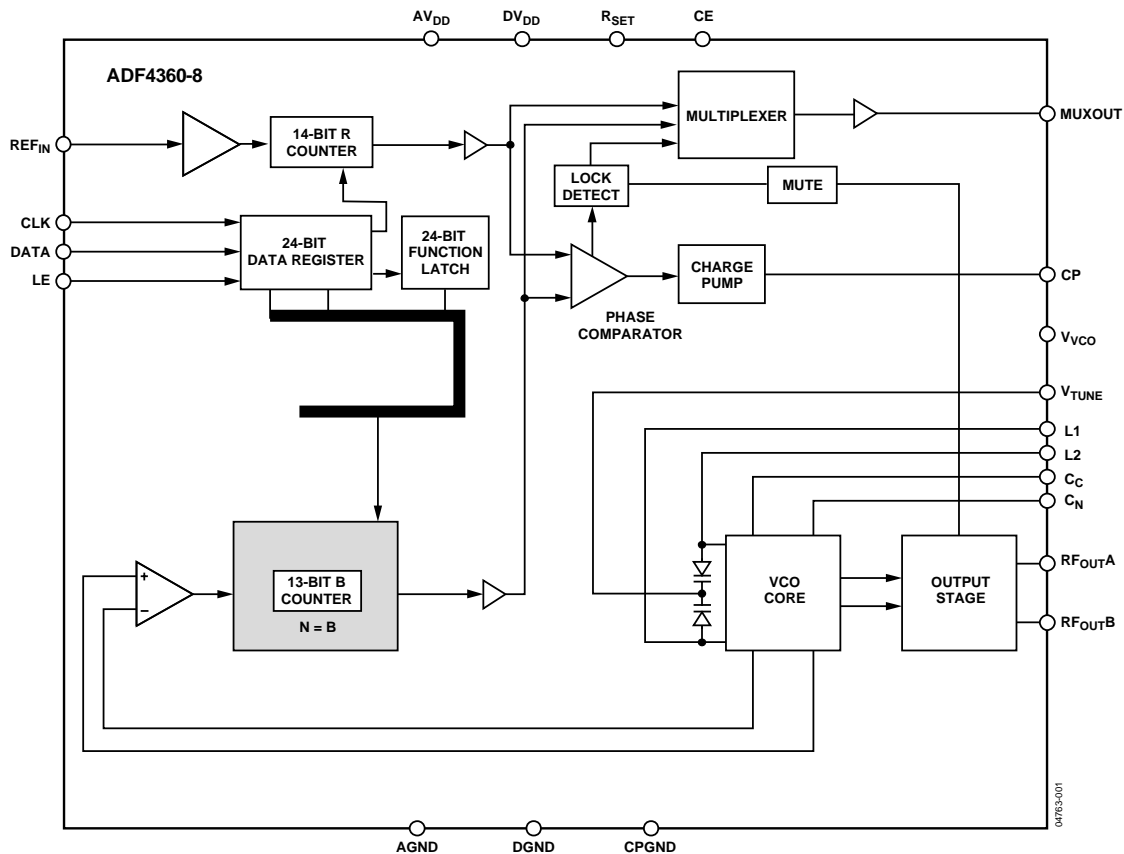 AVDD
DVDD
RSET
CE
ADF4360-8
REFIN
14-BIT R
COUNTER
MULTIPLEXER
MUXOUT
LOCK
DETECT
MUTE
CLK
DATA
LE
24-BIT
DATA REGISTER
24-BIT
FUNCTION
LATCH
PHASE
COMPARATOR
CHARGE
PUMP
CP
VVCO
VTUNE
L1
L2
CC
CN
+
−
13-BIT B
COUNTER
N = B
VCO
CORE
OUTPUT
STAGE
RFOUTA
RFOUTB
AGND
DGND
CPGND
04763-001